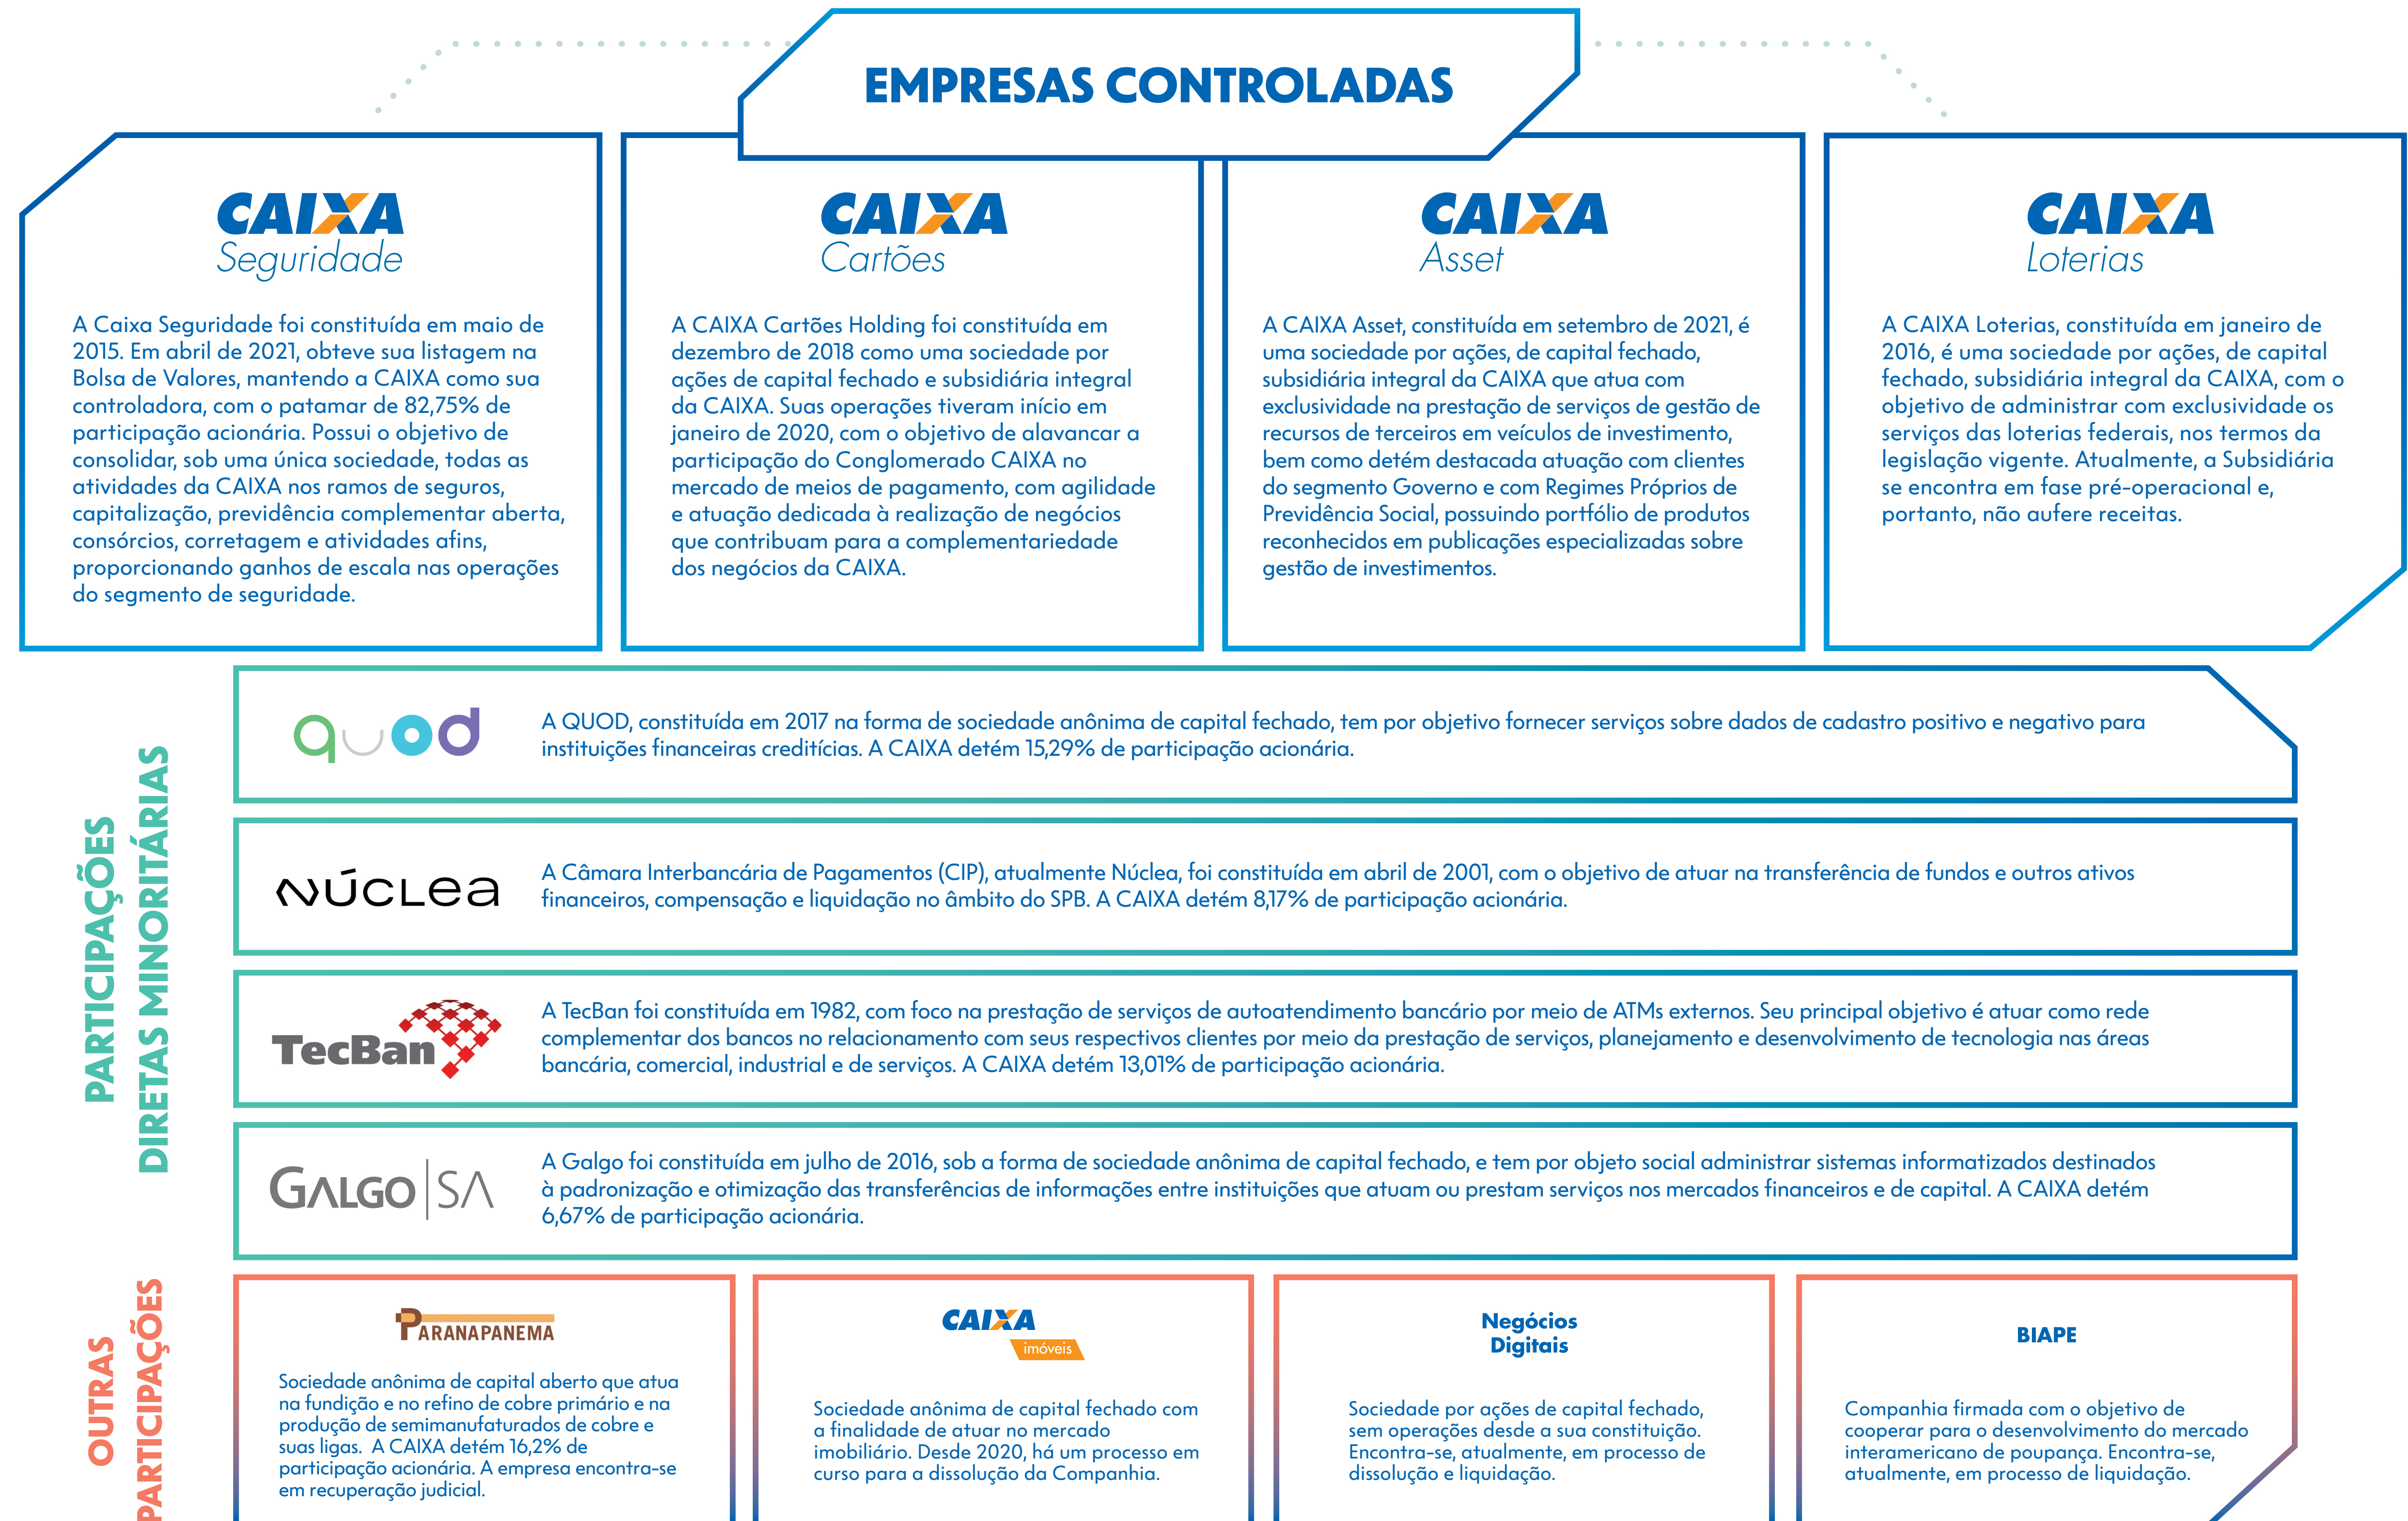 EMPRESAS CONTROLADAS
CAIXA
Seguridade
A Caixa Seguridade foi constituída em maio de
2015. Em abril de 2021, obteve sua listagem na
Bolsa de Valores, mantendo a CAIXA como sua
controladora, com o patamar de 82,75% de
participação acionária. Possui o objetivo de
consolidar, sob uma única sociedade, todas as
atividades da CAIXA nos ramos de seguros,
capitalização, previdência complementar aberta,
consórcios, corretagem e atividades afins,
proporcionando ganhos de escala nas operações
do segmento de seguridade.
CAIXA
Cartões
A CAIXA Cartões Holding foi constituída em
dezembro de 2018 como uma sociedade por
ações de capital fechado e subsidiária integral
da CAIXA. Suas operações tiveram início em
janeiro de 2020, com o objetivo de alavancar a
participação do Conglomerado CAIXA no
mercado de meios de pagamento, com agilidade
e atuação dedicada à realização de negócios
que contribuam para a complementariedade
dos negócios da CAIXA.
CAIXA
Asset
A CAIXA Asset, constituída em setembro de 2021, é
uma sociedade por ações, de capital fechado,
subsidiária integral da CAIXA que atua com
exclusividade na prestação de serviços de gestão de
recursos de terceiros em veículos de investimento,
bem como detém destacada atuação com clientes
do segmento Governo e com Regimes Próprios de
Previdência Social, possuindo portfólio de produtos
reconhecidos em publicações especializadas sobre
gestão de investimentos.
CAIXA
Loterias
A CAIXA Loterias, constituída em janeiro de
2016, é uma sociedade por ações, de capital
fechado, subsidiária integral da CAIXA, com o
objetivo de administrar com exclusividade os
serviços das loterias federais, nos termos da
legislação vigente. Atualmente, a Subsidiária
se encontra em fase pré-operacional e,
portanto, não aufere receitas.
PARTICIPAÇÕES
DIRETAS MINORITÁRIAS
quod
A QUOD, constituída em 2017 na forma de sociedade anônima de capital fechado, tem por objetivo fornecer serviços sobre dados de cadastro positivo e negativo para
instituições financeiras creditícias. A CAIXA detém 15,29% de participação acionária.
NÚCLEA
A Câmara Interbancária de Pagamentos (CIP), atualmente Núclea, foi constituída em abril de 2001, com o objetivo de atuar na transferência de fundos e outros ativos
financeiros, compensação e liquidação no âmbito do SPB. A CAIXA detém 8,17% de participação acionária.
TecBan
A TecBan foi constituída em 1982, com foco na prestação de serviços de autoatendimento bancário por meio de ATMs externos. Seu principal objetivo é atuar como rede
complementar dos bancos no relacionamento com seus respectivos clientes por meio da prestação de serviços, planejamento e desenvolvimento de tecnologia nas áreas
bancária, comercial, industrial e de serviços. A CAIXA detém 13,01% de participação acionária.
GALGO SA
A Galgo foi constituída em julho de 2016, sob a forma de sociedade anônima de capital fechado, e tem por objeto social administrar sistemas informatizados destinados
à padronização e otimização das transferências de informações entre instituições que atuam ou prestam serviços nos mercados financeiros e de capital. A CAIXA detém
6,67% de participação acionária.
OUTRAS
PARTICIPAÇÕES
PARANAPANEMA
Sociedade anônima de capital aberto que atua
na fundição e no refino de cobre primário e na
produção de semimanufaturados de cobre e
suas ligas. A CAIXA detém 16,2% de
participação acionária. A empresa encontra-se
em recuperação judicial.
CAIXA
imóveis
Sociedade anônima de capital fechado com
a finalidade de atuar no mercado
imobiliário. Desde 2020, há um processo em
curso para a dissolução da Companhia.
Negócios
Digitais
Sociedade por ações de capital fechado,
sem operações desde a sua constituição.
Encontra-se, atualmente, em processo de
dissolução e liquidação.
BIAPE
Companhia firmada com o objetivo de
cooperar para o desenvolvimento do mercado
interamericano de poupança. Encontra-se,
atualmente, em processo de liquidação.